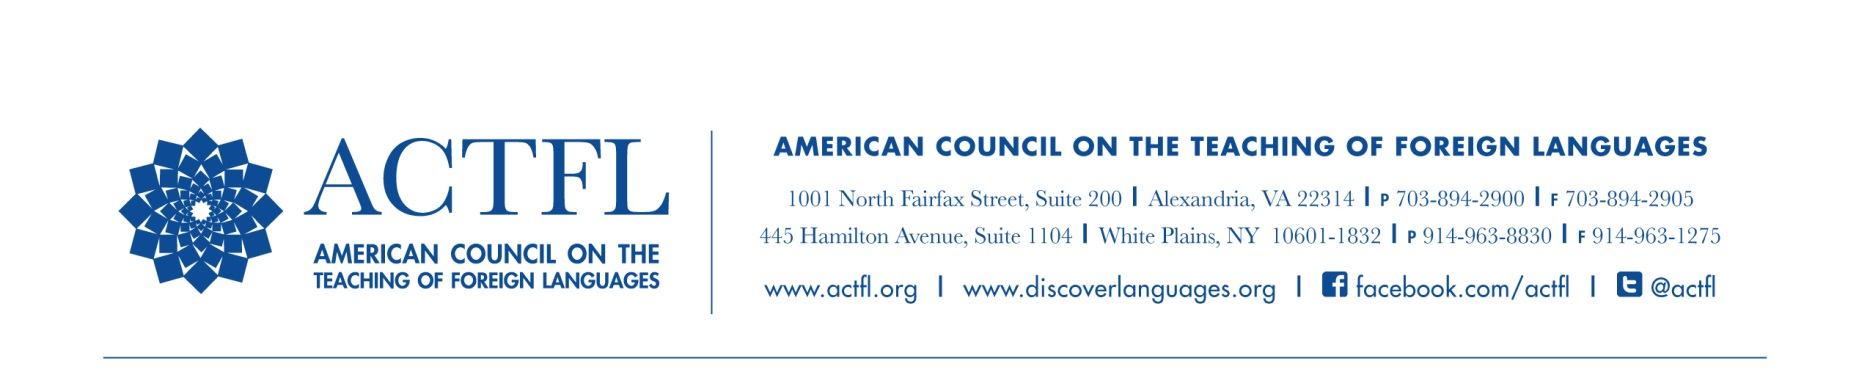 ACTFL
AMERICAN COUNCIL ON THE
TEACHING OF FOREIGN LANGUAGES
AMERICAN COUNCIL ON THE TEACHING OF FOREIGN LANGUAGES
1001 North Fairfax Street, Suite 200 | Alexandria, VA 22314 | P 703-894-2900 | F 703-894-2905
445 Hamilton Avenue, Suite 1104 | White Plains, NY 10601-1832 | P 914-963-8830 | F 914-963-1275
www.actfl.org | www.discoverlanguages.org | facebook.com/actfl | @actfl